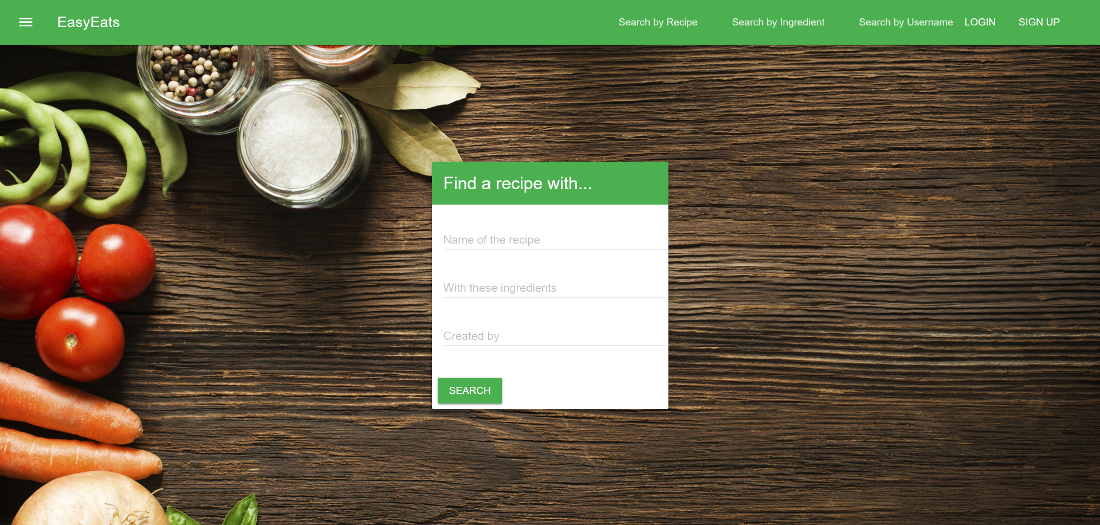 EasyEats
Search by Recipe
Search by Ingredient
Search by Username
LOGIN
SIGN UP
Find a recipe with...
Name of the recipe
With these ingredients
Created by
SEARCH